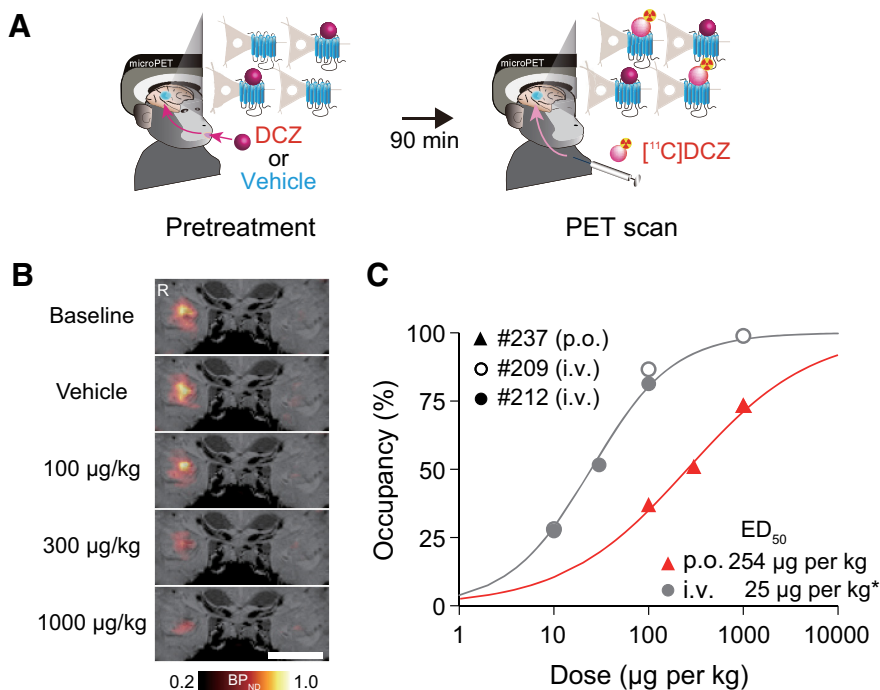 A
microPET
DCZ
or
Vehicle
Pretreatment
90 min
microPET
[¹¹C]DCZ
PET scan
B
R
Baseline
Vehicle
100 µg/kg
300 µg/kg
1000 µg/kg
0.2 BP_ND 1.0
C
Occupancy (%)
100
75
50
25
0
#237 (p.o.)
#209 (i.v.)
#212 (i.v.)
ED₅₀
p.o. 254 µg per kg
i.v. 25 µg per kg*
1 10 100 1000 10000
Dose (µg per kg)